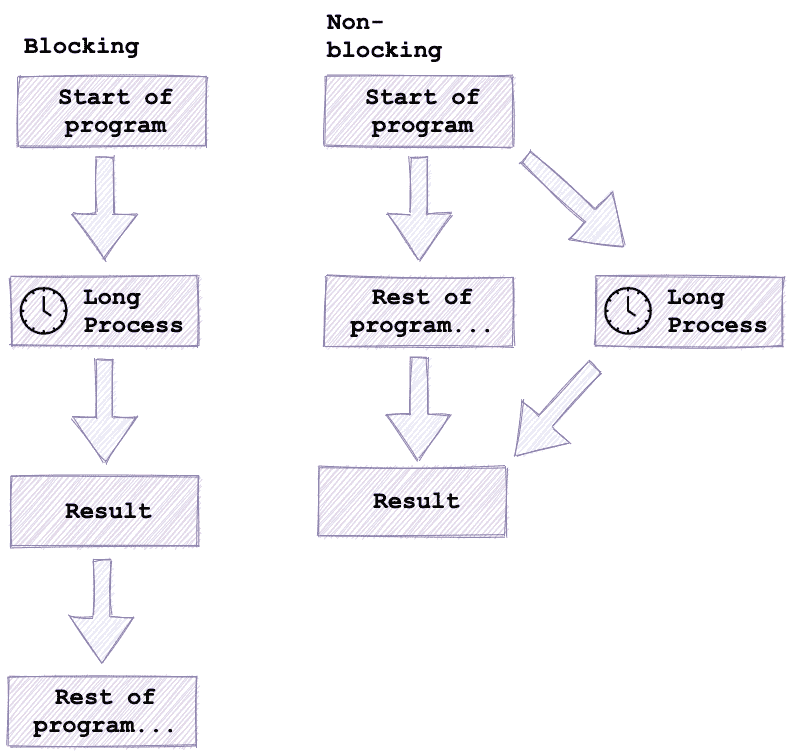 Blocking
Start of
program
Long
Process
Result
Rest of
program...
Non-
blocking
Start of
program
Rest of
program...
Long
Process
Result